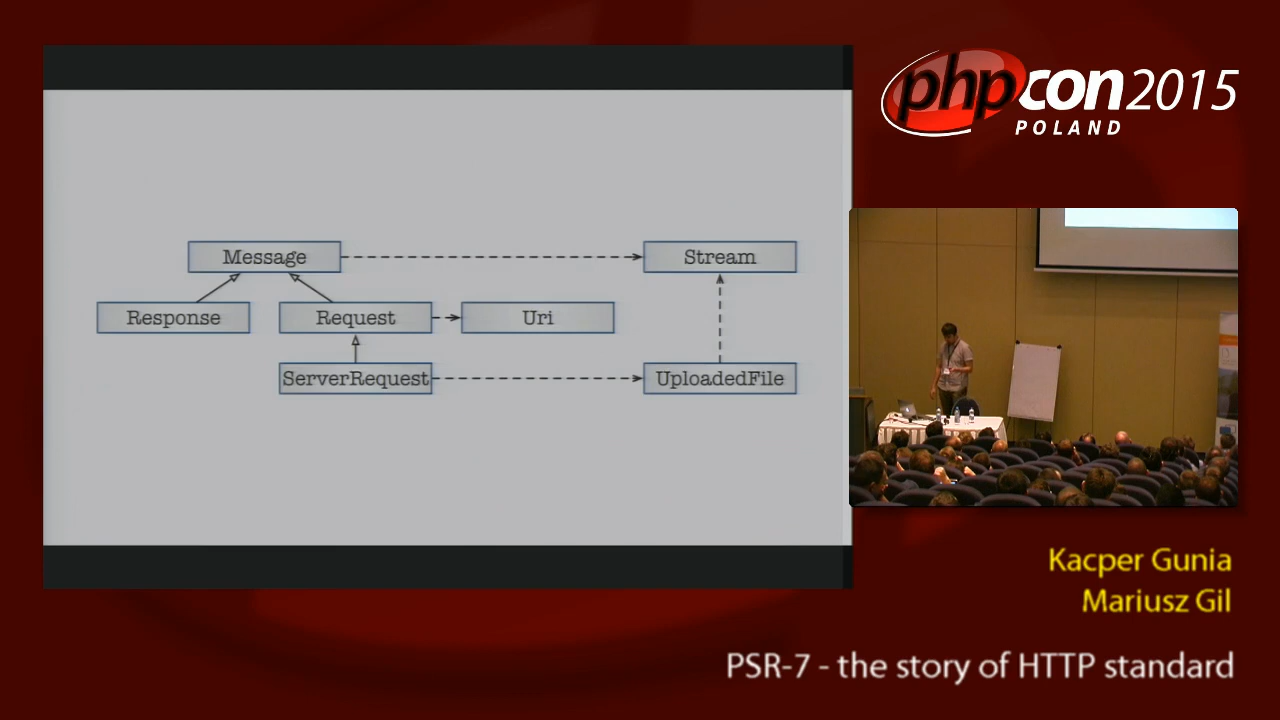 phpcon2015
POLAND
Message
Stream
Response
Request
Uri
ServerRequest
UploadedFile
Kacper Gunia
Mariusz Gil
PSR-7 - the story of HTTP standard